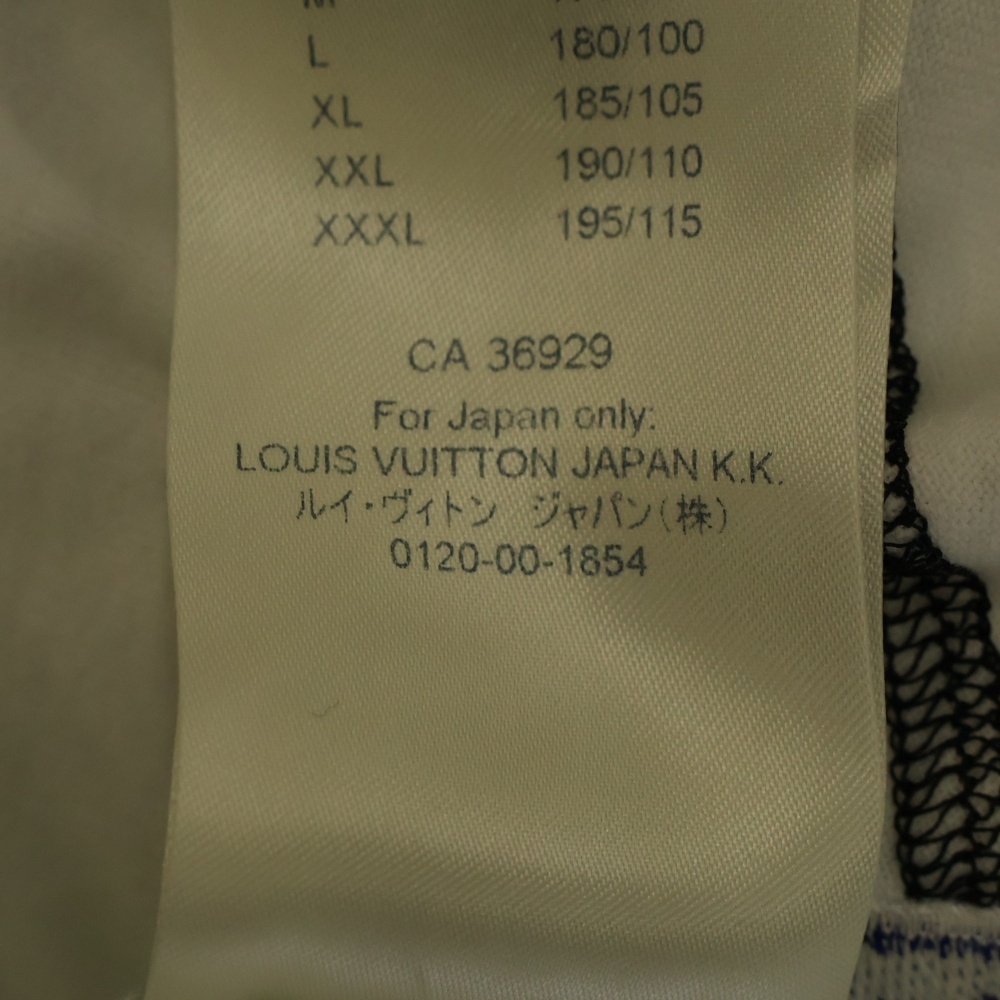 L 180/100
XL 185/105
XXL 190/110
XXXL 195/115
CA 36929
For Japan only:
LOUIS VUITTON JAPAN K.K.
ルイ・ヴィトン ジャパン(株)
0120-00-1854